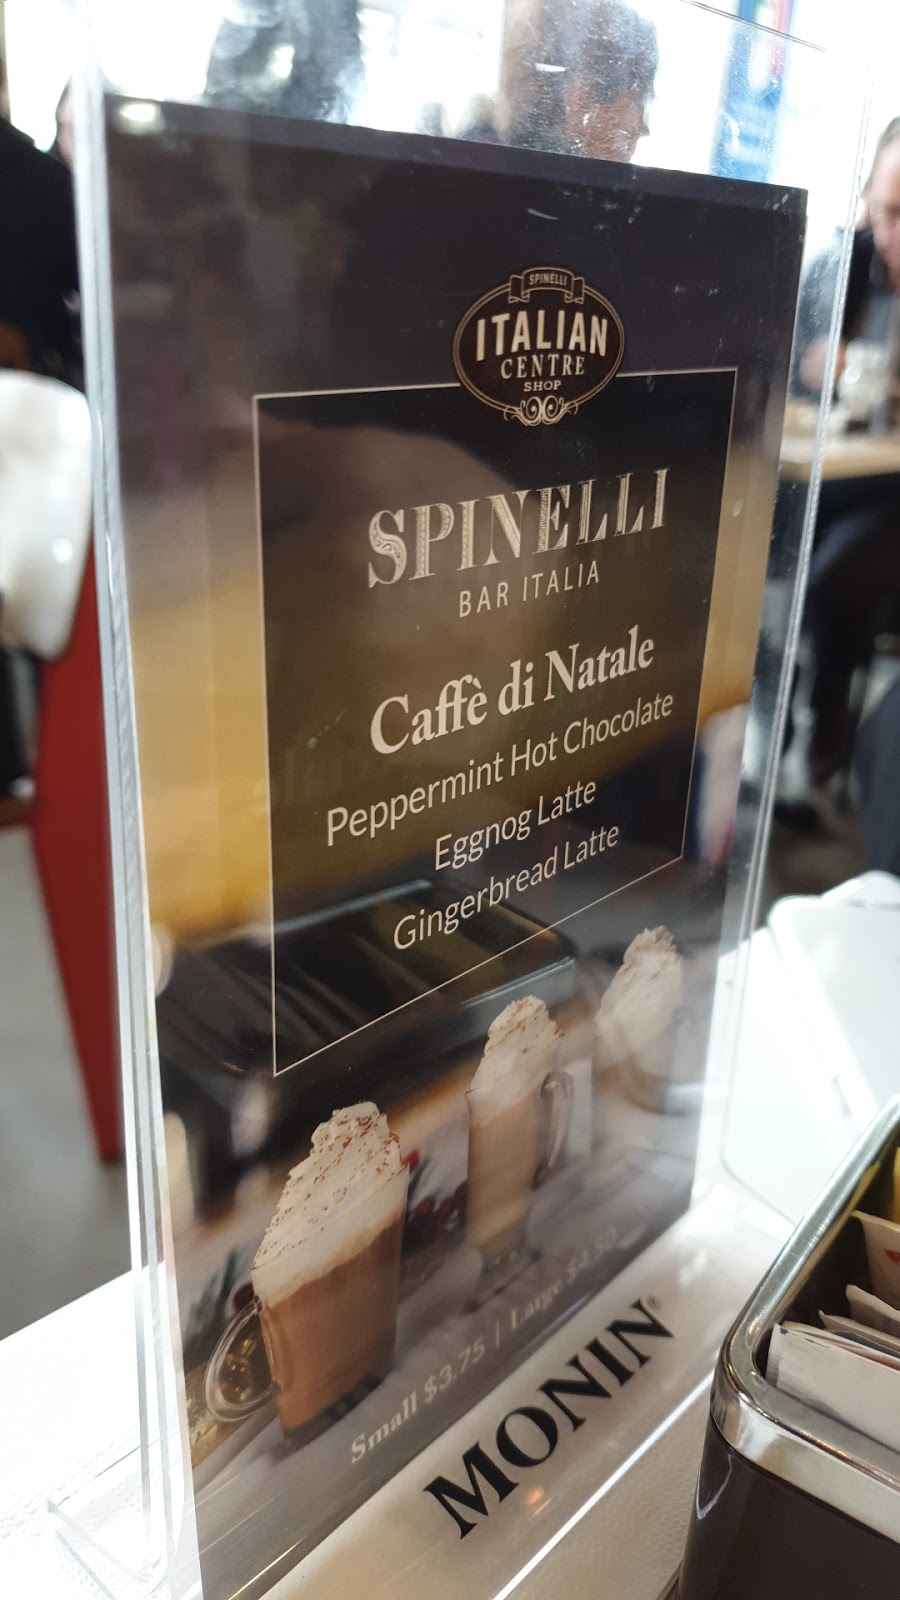 SPINELLI
ITALIAN
CENTRE
SHOP
SPINELLI
BAR ITALIA
Caffè di Natale
Peppermint Hot Chocolate
Eggnog Latte
Gingerbread Latte
Small $3.75 | Large $4.50
MONIN®